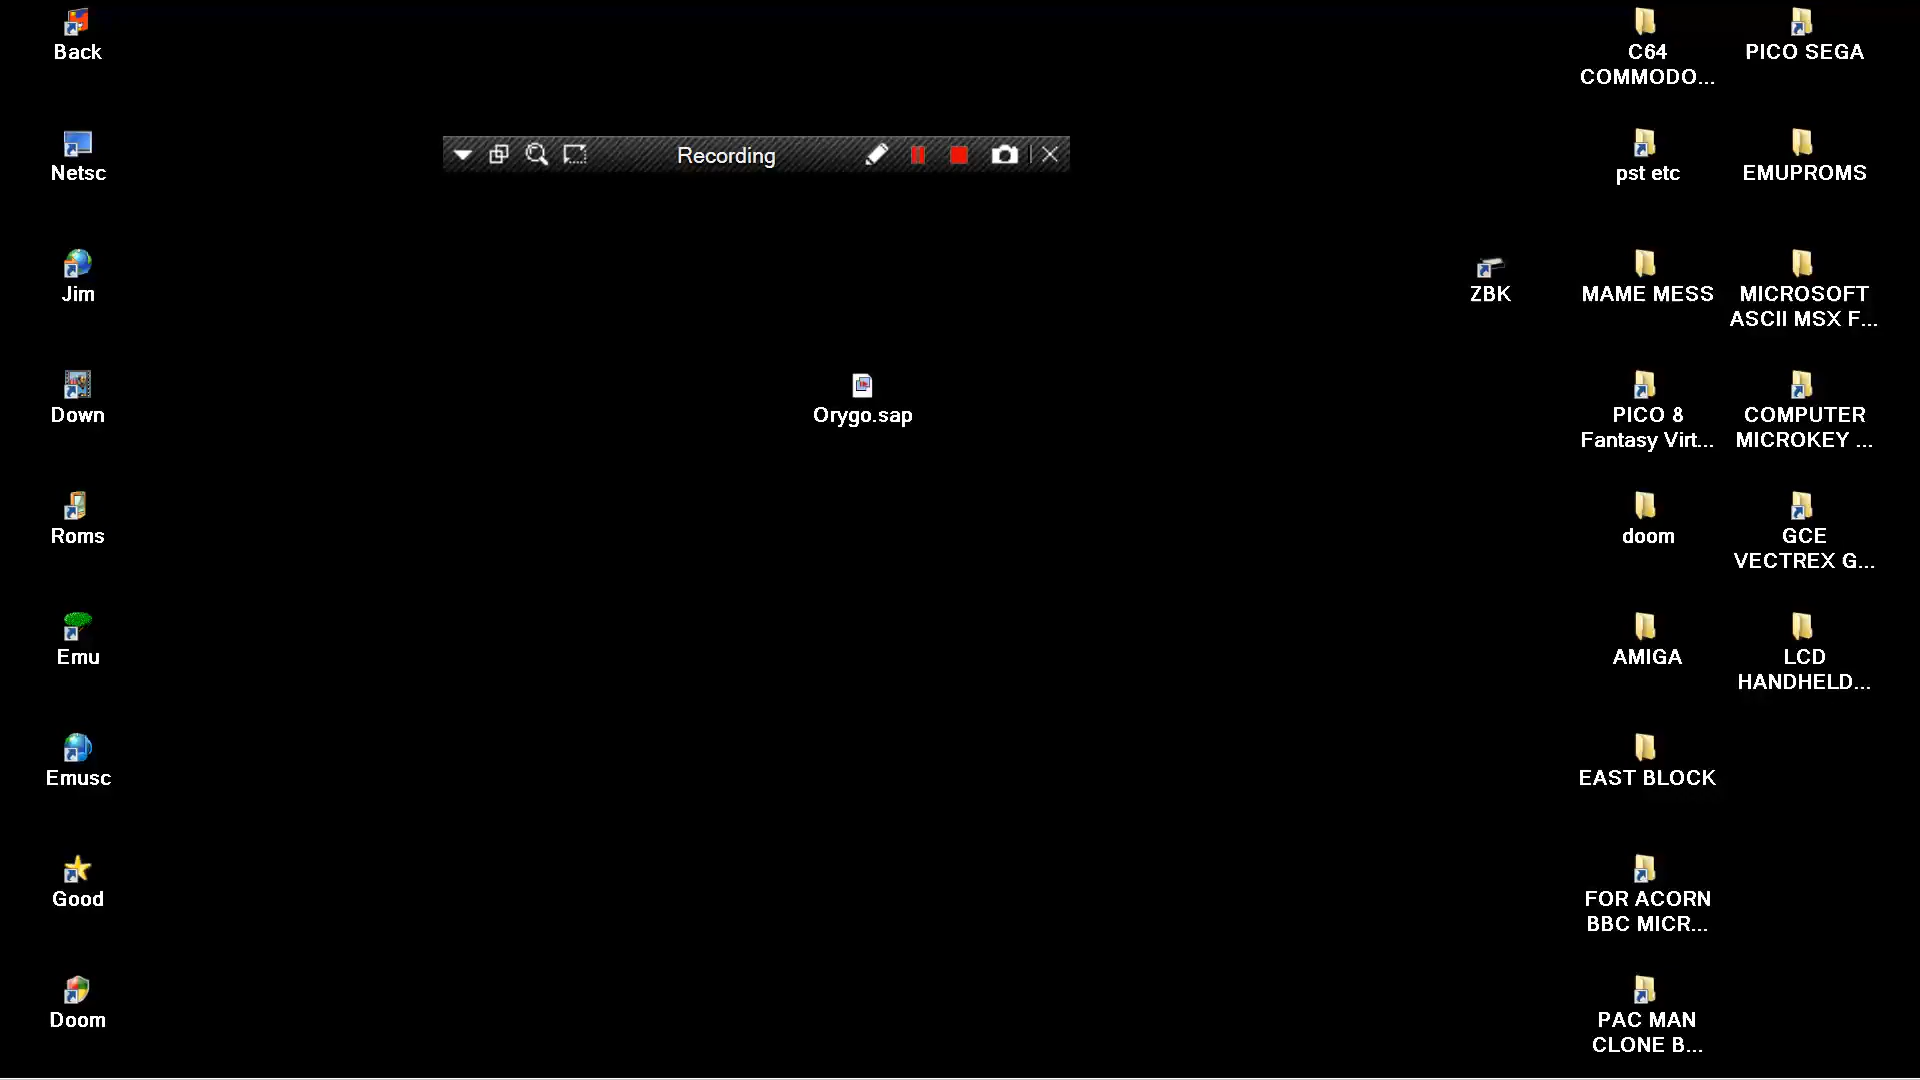 Back
Netsc
Jim
Down
Roms
Emu
Emusc
Good
Doom
Recording
Orygo.sap
ZBK
C64
COMMODO...
pst etc
MAME MESS
PICO 8
Fantasy Virt...
doom
AMIGA
EAST BLOCK
FOR ACORN
BBC MICR...
PAC MAN
CLONE B...
PICO SEGA
EMUPROMS
MICROSOFT
ASCII MSX F...
COMPUTER
MICROKEY ...
GCE
VECTREX G...
LCD
HANDHELD...